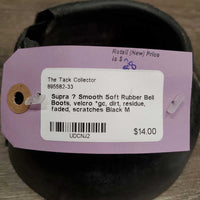 Retail (New) Price
is $
The Tack Collector
895582-33
Supra ? Smooth Soft Rubber Bell
Boots, velcro *gc, dirt, residue,
faded, scratches Black M
UDCNJ2
$14.00